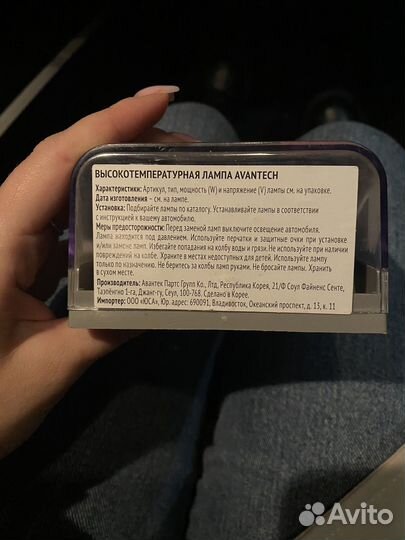 ВЫСОКОТЕМПЕРАТУРНАЯ ЛАМПА AVANTECH
Характеристики: Артикул, тип, мощность (W) и напряжение (V) лампы см. на упаковке.
Дата изготовления – см. на лампе.
Установка: Подбирайте лампы по каталогу. Устанавливайте лампы в соответствии
с инструкцией к вашему автомобилю.
Меры предосторожности: Перед заменой ламп выключите освещение автомобиля.
Лампа находится под давлением. Используйте перчатки и защитные очки при установке
и/или замене ламп. Избегайте попадания на колбу воды и грязи. Не используйте при наличии
повреждений на колбе. Храните в местах недоступных для детей. Используйте лампу
только по назначению. Не беритесь за колбы ламп руками. Не бросайте лампы. Хранить
в сухом месте.
Производитель: Авантек Партс Групп Ко., Лтд, Республика Корея, 21/Ф Соул Файненс Сенте,
Таэпёнгно 1-га, Джанг-гу, Сеул, 100-768. Сделано в Корее.
Импортер: ООО «ЮСА», Юр. адрес: 690091, Владивосток, Океанский проспект, д. 13, к. 11
Avito